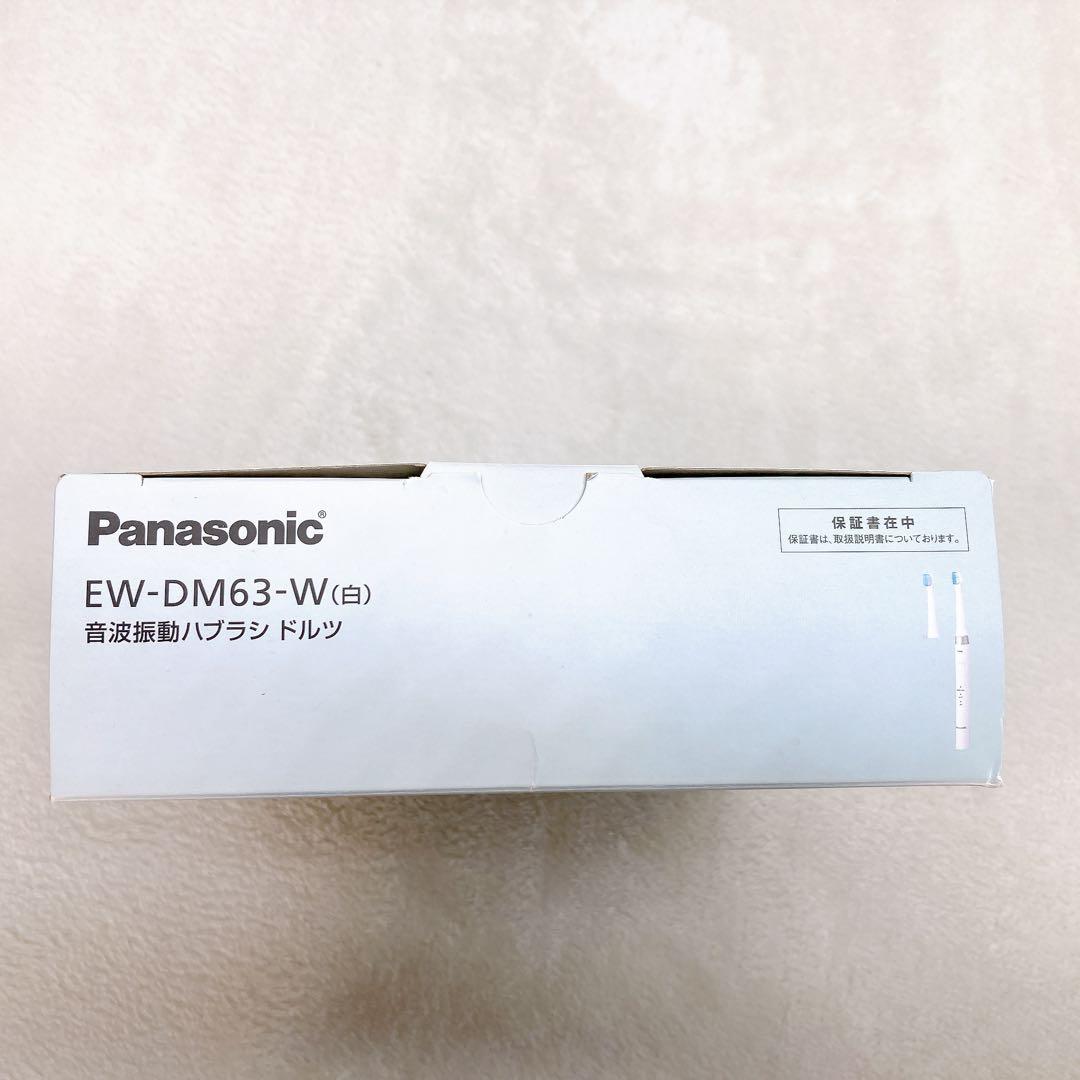 Panasonic®
EW-DM63-W(白)
音波振動ハブラシ ドルツ
保証書在中
保証書は、取扱説明書についております。